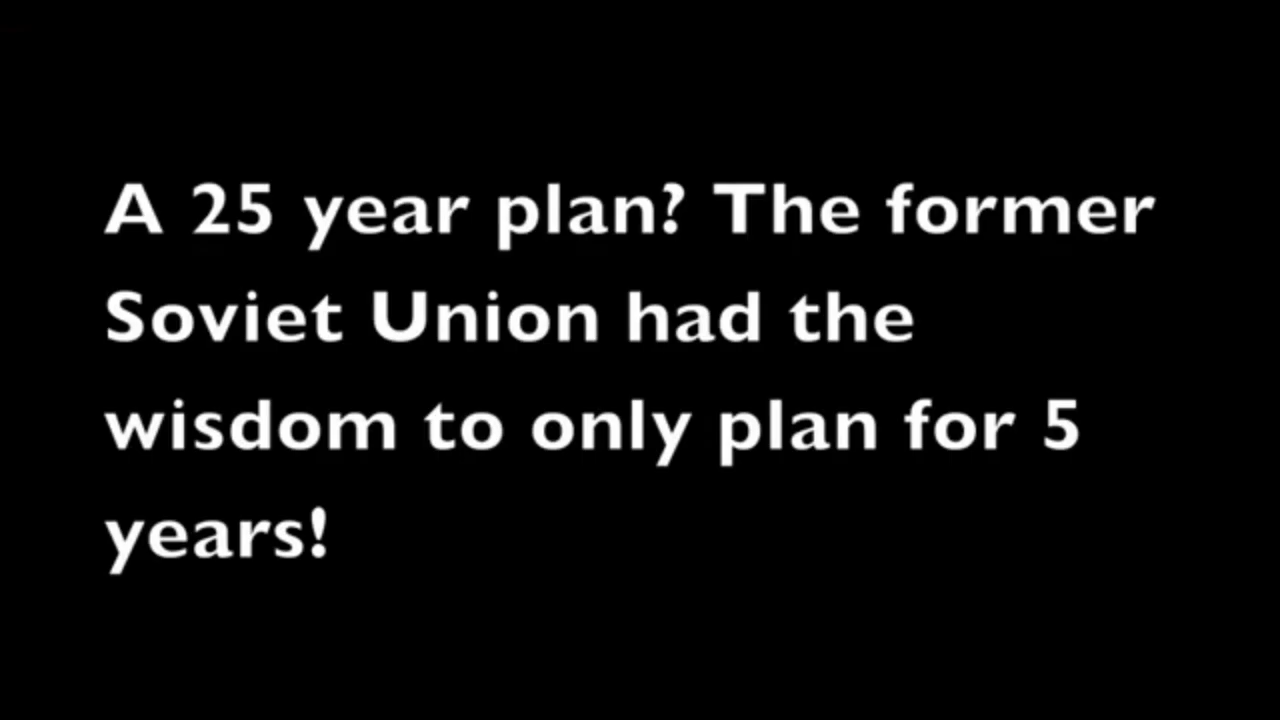 A 25 year plan? The former
Soviet Union had the
wisdom to only plan for 5
years!